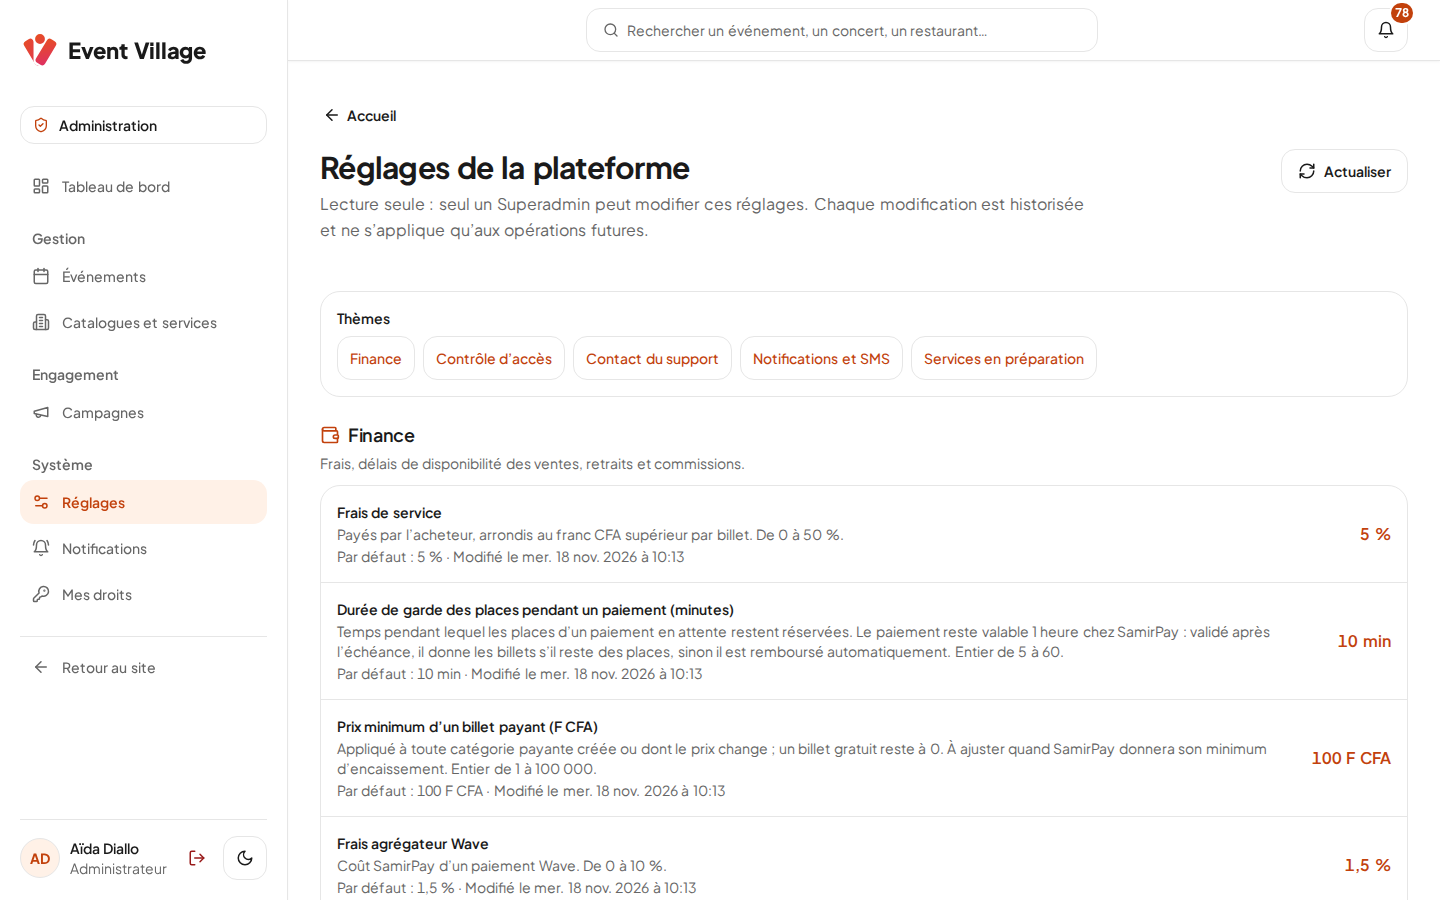 Event Village
Rechercher un événement, un concert, un restaurant…
78
Administration
Tableau de bord
Gestion
Événements
Catalogues et services
Engagement
Campagnes
Système
Réglages
Notifications
Mes droits
Retour au site
AD
Aïda Diallo
Administrateur
Accueil
Réglages de la plateforme
Actualiser
Lecture seule : seul un Superadmin peut modifier ces réglages. Chaque modification est historisée
et ne s’applique qu’aux opérations futures.
Thèmes
Finance
Contrôle d’accès
Contact du support
Notifications et SMS
Services en préparation
Finance
Frais, délais de disponibilité des ventes, retraits et commissions.
Frais de service
Payés par l’acheteur, arrondis au franc CFA supérieur par billet. De 0 à 50 %.
Par défaut : 5 % · Modifié le mer. 18 nov. 2026 à 10:13
5 %
Durée de garde des places pendant un paiement (minutes)
Temps pendant lequel les places d’un paiement en attente restent réservées. Le paiement reste valable 1 heure chez SamirPay : validé après
l’échéance, il donne les billets s’il reste des places, sinon il est remboursé automatiquement. Entier de 5 à 60.
Par défaut : 10 min · Modifié le mer. 18 nov. 2026 à 10:13
10 min
Prix minimum d’un billet payant (F CFA)
Appliqué à toute catégorie payante créée ou dont le prix change ; un billet gratuit reste à 0. À ajuster quand SamirPay donnera son minimum
d’encaissement. Entier de 1 à 100 000.
Par défaut : 100 F CFA · Modifié le mer. 18 nov. 2026 à 10:13
100 F CFA
Frais agrégateur Wave
Coût SamirPay d’un paiement Wave. De 0 à 10 %.
Par défaut : 1,5 % · Modifié le mer. 18 nov. 2026 à 10:13
1,5 %